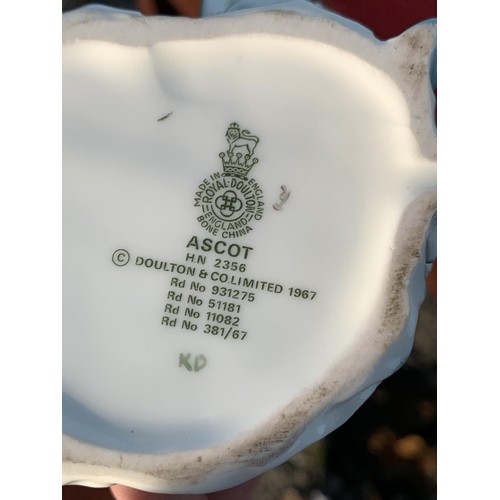 MADE IN ENGLAND
ROYAL·DOULTON
ENGLAND
BONE CHINA
ASCOT
H.N 2356
© DOULTON & CO.LIMITED 1967
Rd No 931275
Rd No 51181
Rd No 11082
Rd No 381/67
KD